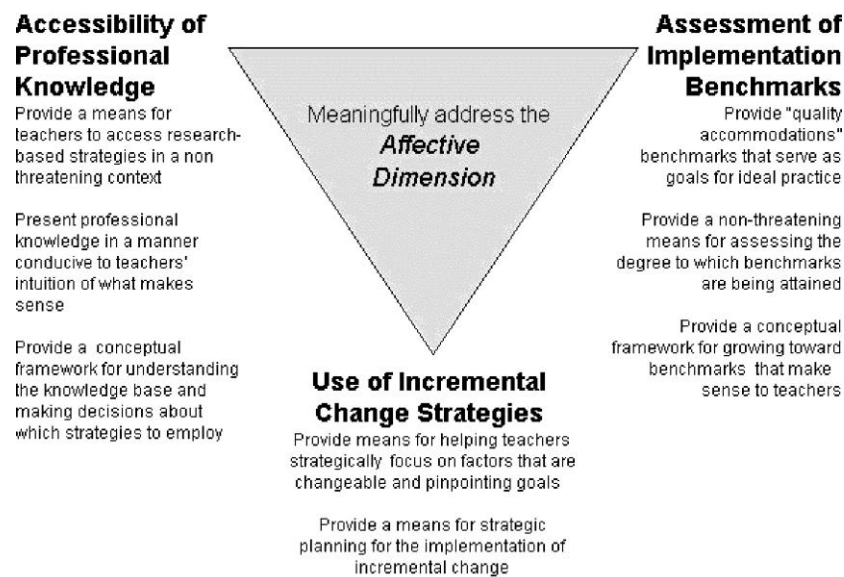 Accessibility of
Professional
Knowledge
Provide a means for
teachers to access research-
based strategies in a non
threatening context
Present professional
knowledge in a manner
conducive to teachers'
intuition of what makes
sense
Provide a conceptual
framework for understanding
the knowledge base and
making decisions about
which strategies to employ
Meaningfully address the
Affective
Dimension
Assessment of
Implementation
Benchmarks
Provide "quality
accommodations"
benchmarks that serve as
goals for ideal practice
Provide a non-threatening
means for assessing the
degree to which benchmarks
are being attained
Provide a conceptual
framework for growing toward
benchmarks that make
sense to teachers
Use of Incremental
Change Strategies
Provide means for helping teachers
strategically focus on factors that are
changeable and pinpointing goals
Provide a means for strategic
planning for the implementation of
incremental change